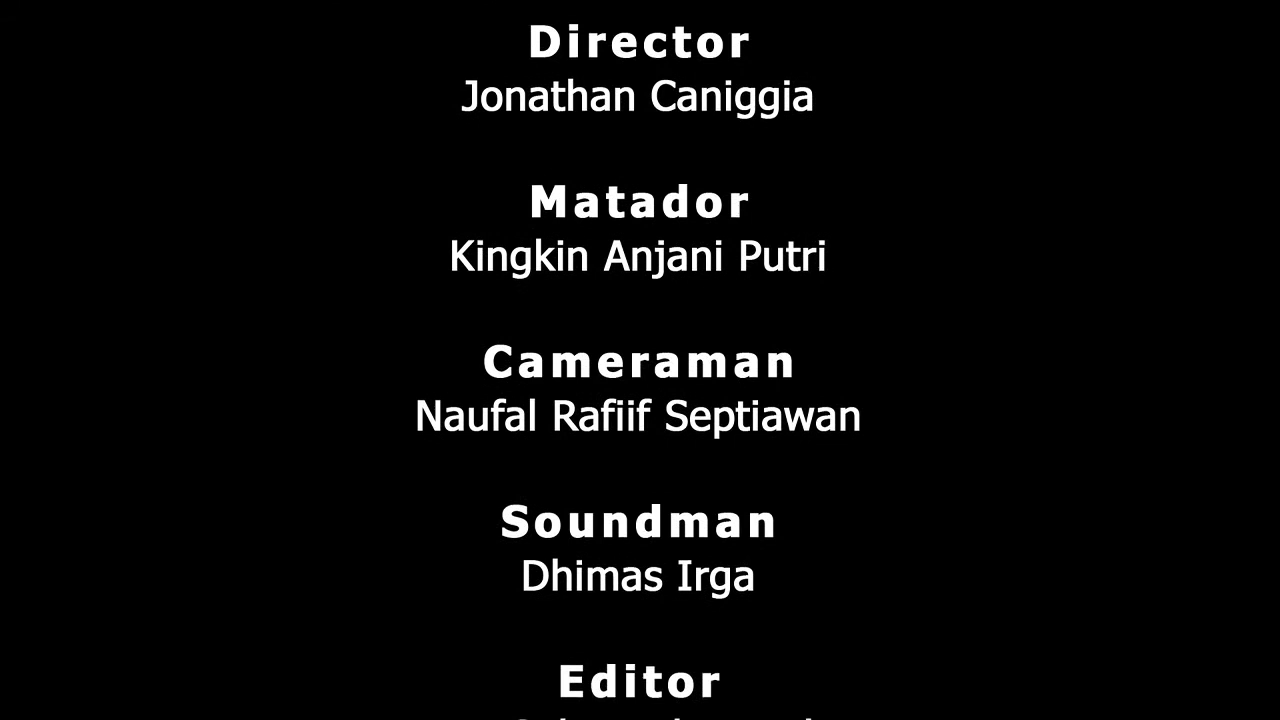 Director
Jonathan Caniggia
Matador
Kingkin Anjani Putri
Cameraman
Naufal Rafiif Septiawan
Soundman
Dhimas Irga
Editor